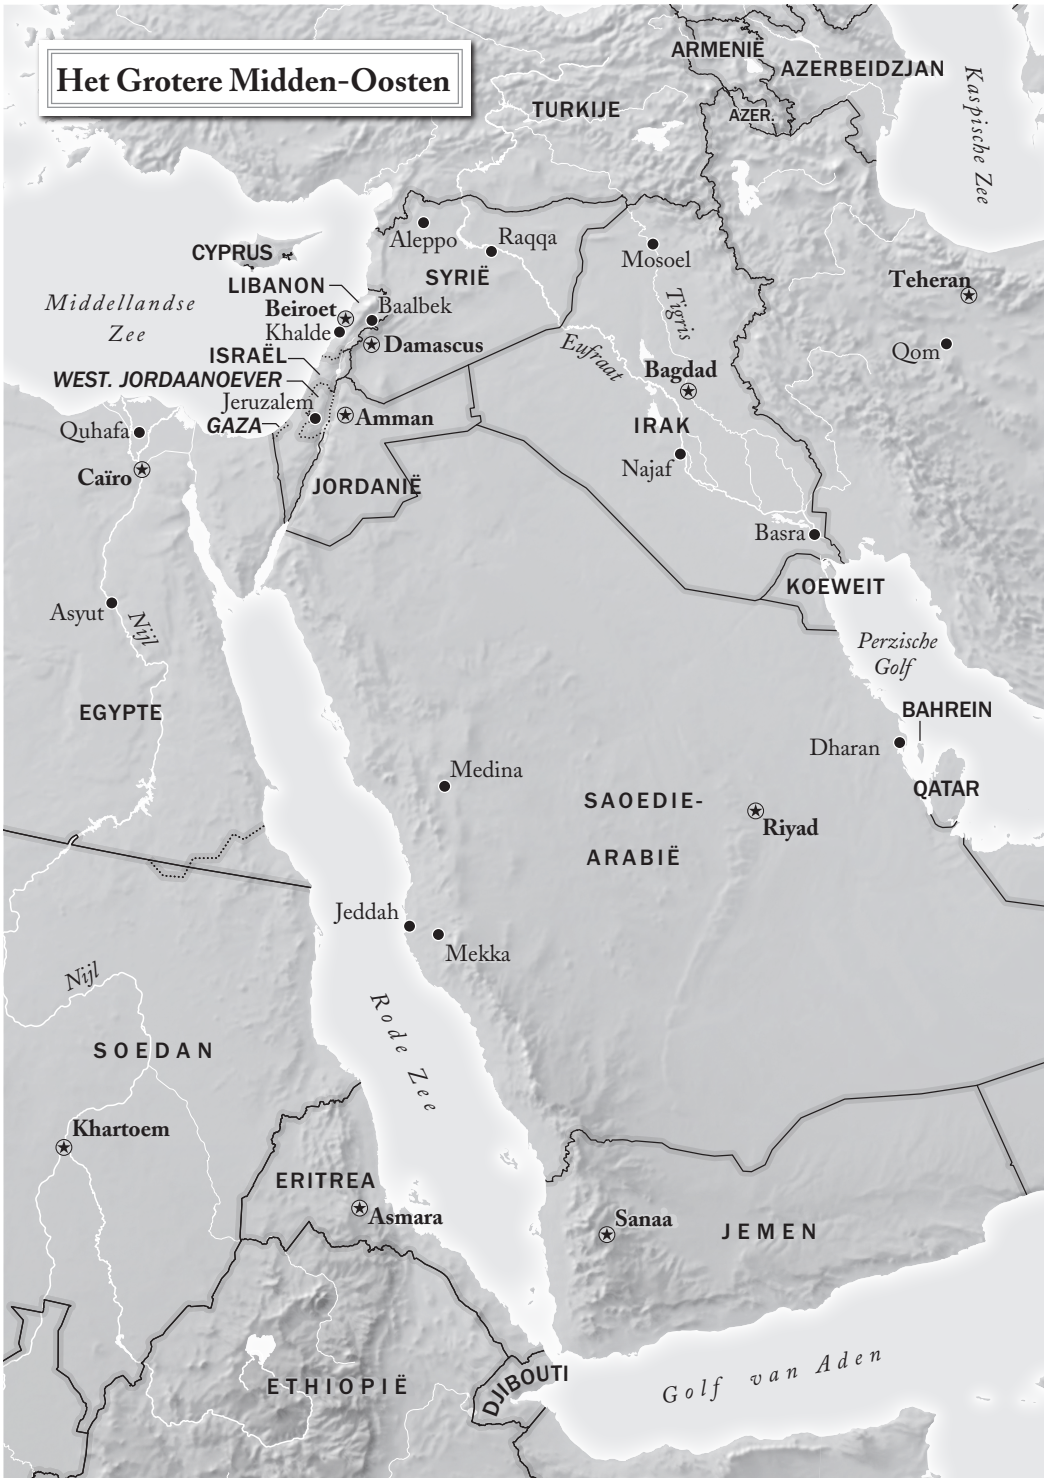 Het Grotere Midden-Oosten
ARMENIË
AZERBEIDZJAN
Kaspische Zee
TURKIJE
AZER.
Aleppo
Raqqa
Mosoel
CYPRUS
SYRIË
Teheran
LIBANON
Middellandse
Zee
Beiroet
Baalbek
Tigris
Khalde
Damascus
Eufraat
Qom
ISRAËL
WEST. JORDAANOEVER
Bagdad
Jeruzalem
Amman
GAZA
Quhafa
IRAK
Caïro
Najaf
JORDANIË
Basra
KOEWEIT
Asyut
Nijl
Perzische
Golf
EGYPTE
BAHREIN
Dharan
Medina
QATAR
SAOEDIE-
ARABIË
Riyad
Jeddah
Mekka
Nijl
Rode Zee
SOEDAN
Khartoem
ERITREA
Asmara
Sanaa
JEMEN
ETHIOPIË
DJIBOUTI
Golf van Aden